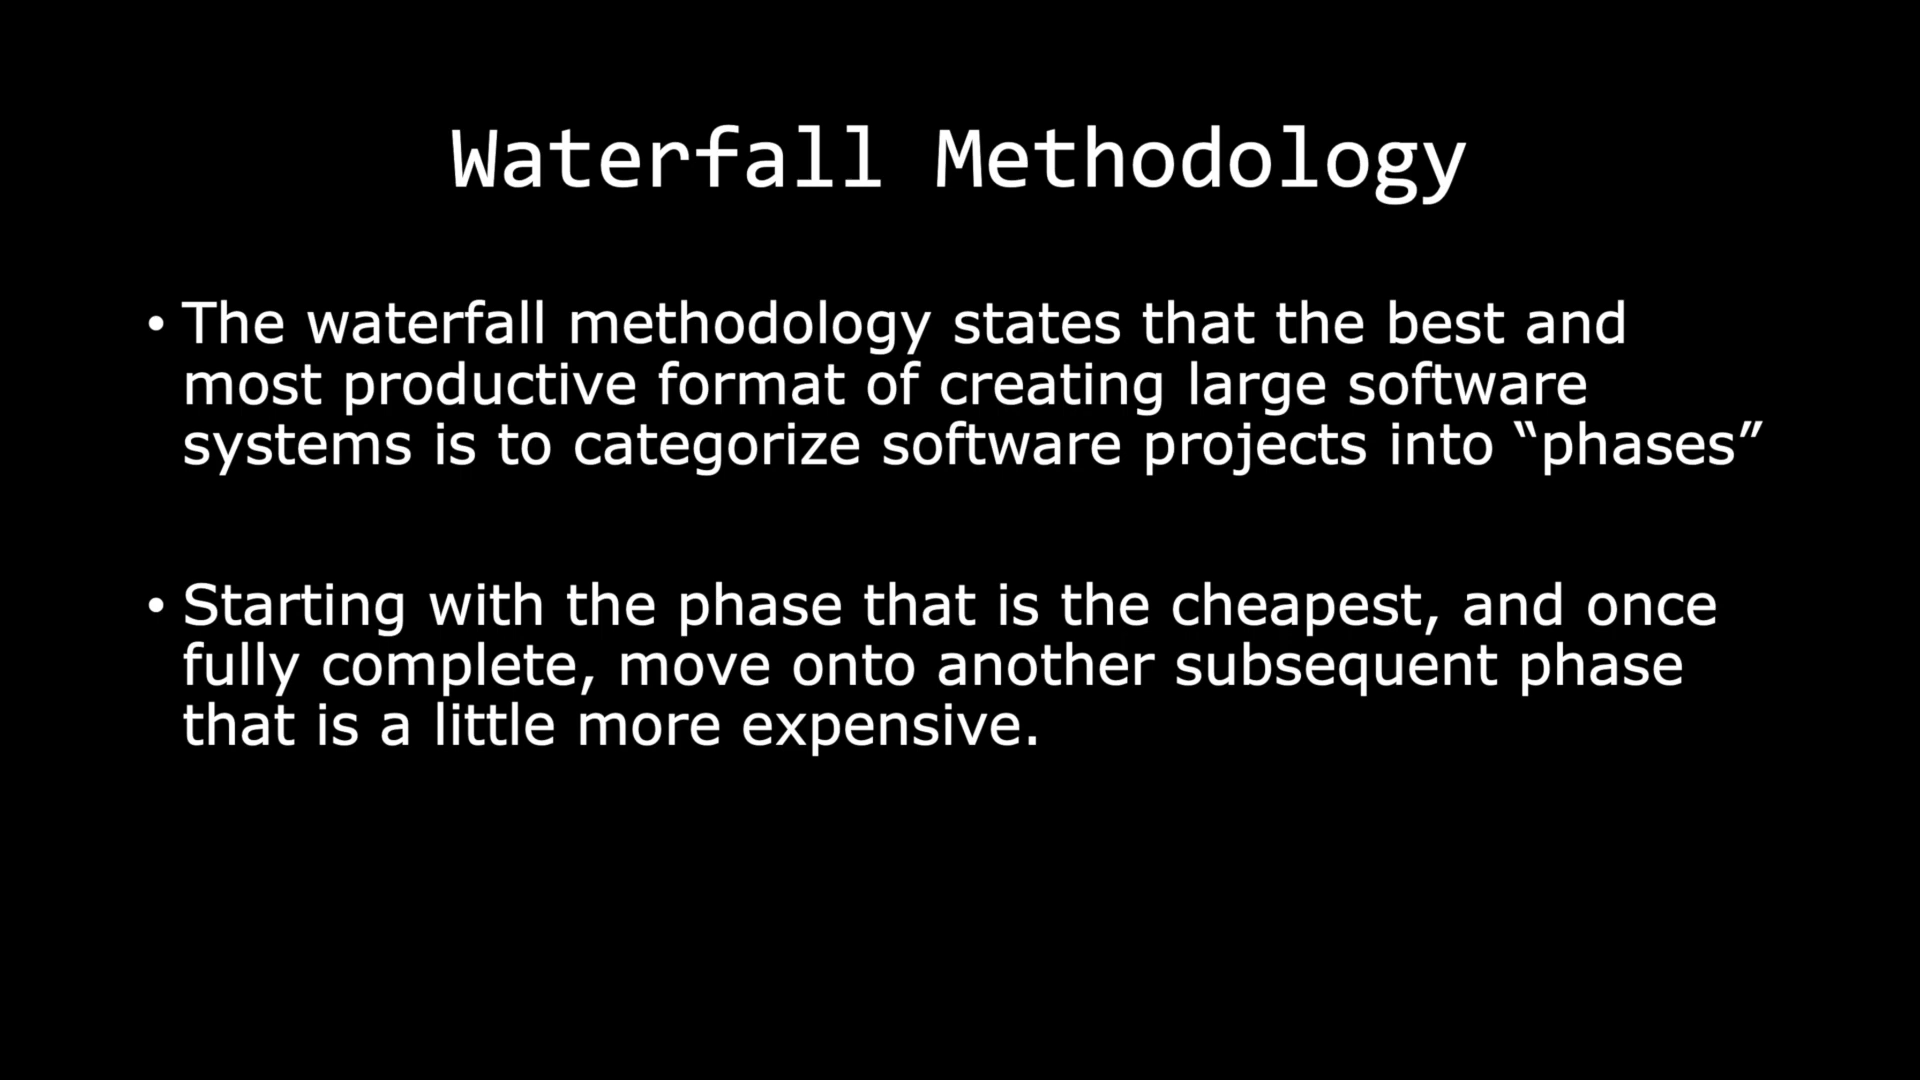 Waterfall Methodology
• The waterfall methodology states that the best and
most productive format of creating large software
systems is to categorize software projects into “phases”
• Starting with the phase that is the cheapest, and once
fully complete, move onto another subsequent phase
that is a little more expensive.